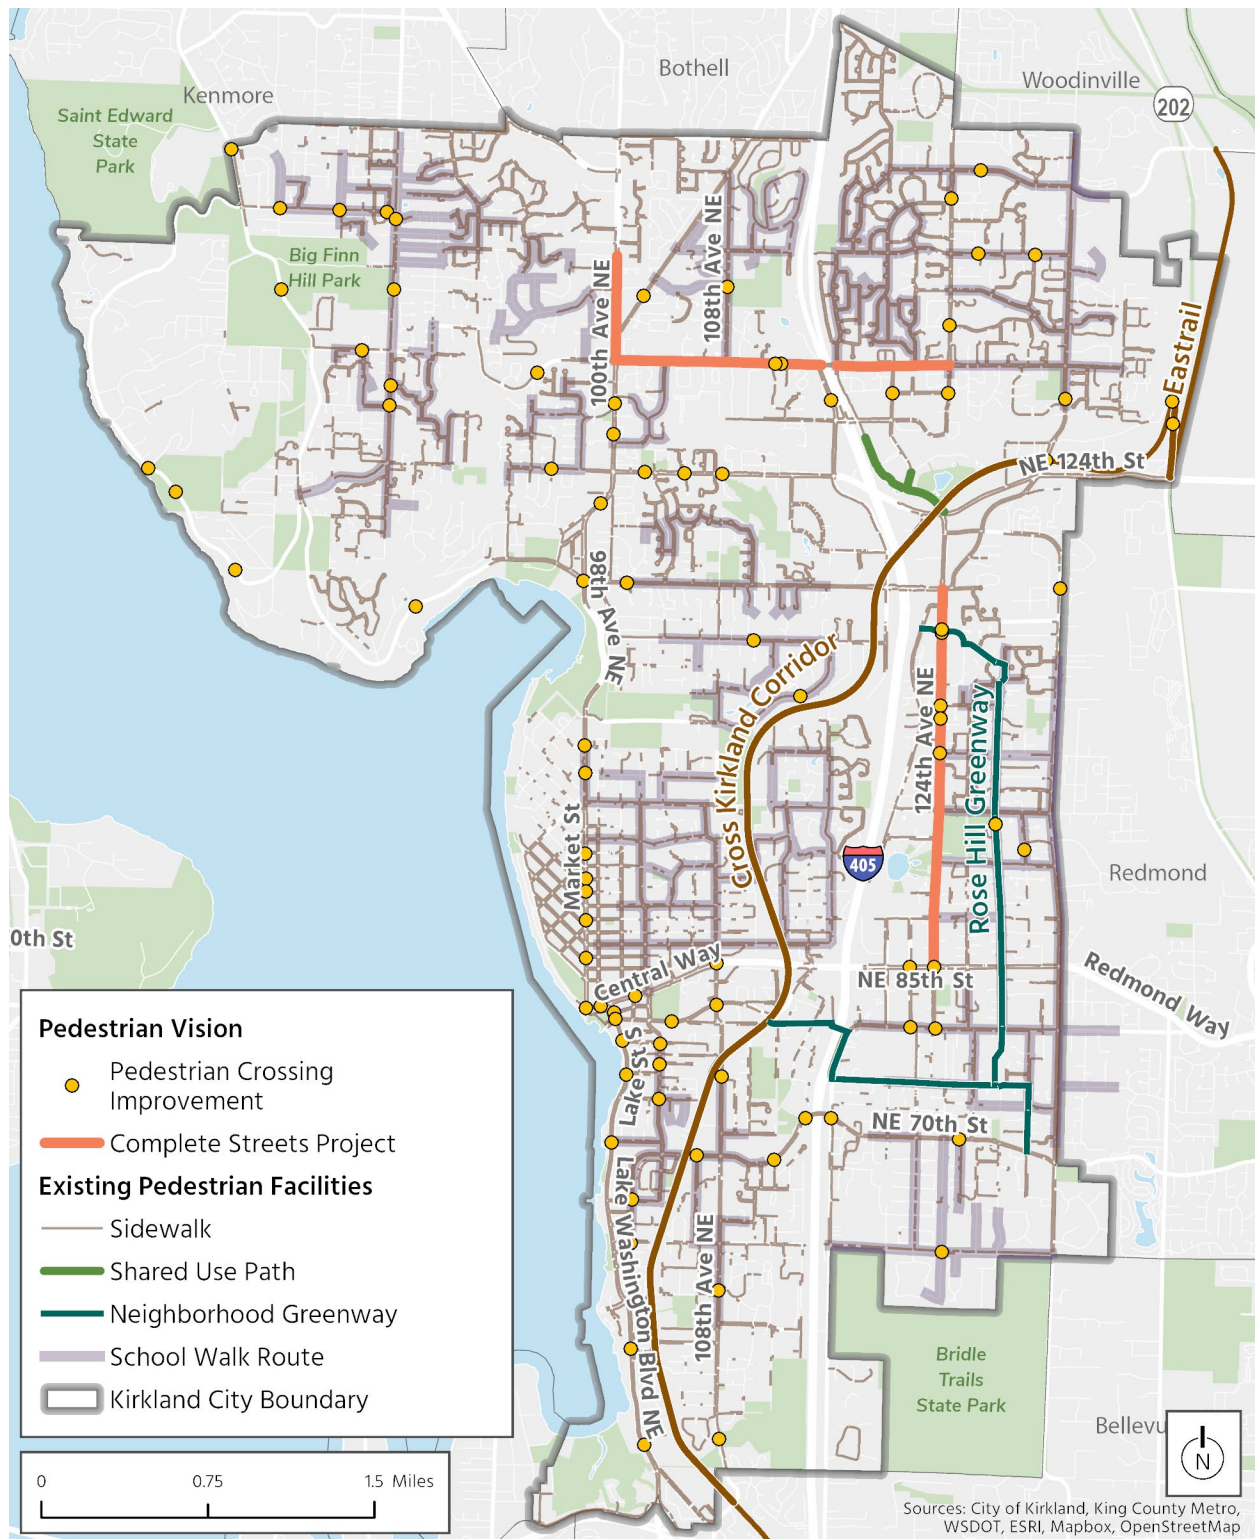 Bothell
Woodinville
Kenmore
202
Saint Edward
State
Park
Big Finn
Hill Park
100th Ave NE
108th Ave NE
Eastrail
NE 124th St
98th Ave NE
Cross Kirkland Corridor
124th Ave NE
Rose Hill Greenway
Market St
405
Redmond
0th St
Central Way
NE 85th St
Redmond Way
Lake St S
NE 70th St
Lake Washington Blvd NE
108th Ave NE
Bridle
Trails
State Park
Bellevu
Pedestrian Vision
Pedestrian Crossing
Improvement
Complete Streets Project
Existing Pedestrian Facilities
Sidewalk
Shared Use Path
Neighborhood Greenway
School Walk Route
Kirkland City Boundary
0 0.75 1.5 Miles
N
Sources: City of Kirkland, King County Metro,
WSDOT, ESRI, Mapbox, OpenStreetMap